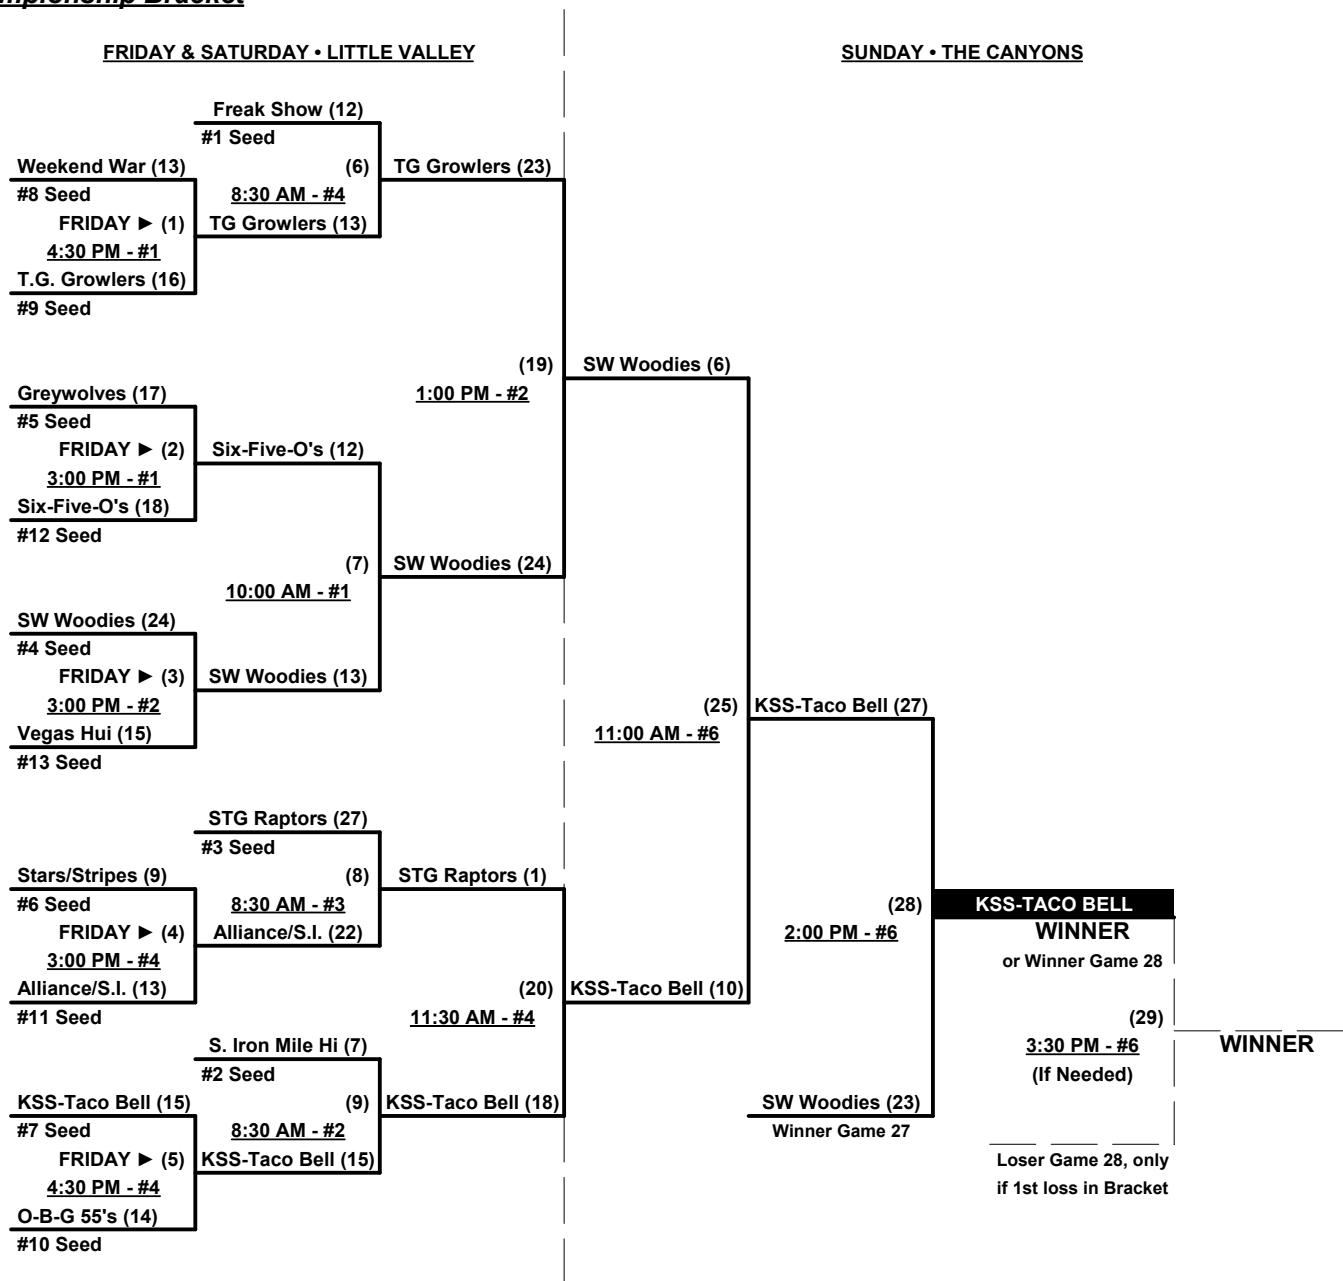 mpionship Bracket
FRIDAY & SATURDAY • LITTLE VALLEY
SUNDAY • THE CANYONS
Freak Show (12)
#1 Seed
Weekend War (13)
(6)
TG Growlers (23)
#8 Seed
8:30 AM - #4
FRIDAY ► (1)
TG Growlers (13)
4:30 PM - #1
T.G. Growlers (16)
#9 Seed
(19)
SW Woodies (6)
Greywolves (17)
1:00 PM - #2
#5 Seed
FRIDAY ► (2)
Six-Five-O's (12)
3:00 PM - #1
Six-Five-O's (18)
#12 Seed
(7)
SW Woodies (24)
10:00 AM - #1
SW Woodies (24)
#4 Seed
FRIDAY ► (3)
SW Woodies (13)
3:00 PM - #2
(25)
KSS-Taco Bell (27)
Vegas Hui (15)
11:00 AM - #6
#13 Seed
STG Raptors (27)
#3 Seed
Stars/Stripes (9)
(8)
STG Raptors (1)
#6 Seed
8:30 AM - #3
(28)
KSS-TACO BELL
FRIDAY ► (4)
Alliance/S.I. (22)
2:00 PM - #6
WINNER
3:00 PM - #4
or Winner Game 28
Alliance/S.I. (13)
(20)
KSS-Taco Bell (10)
#11 Seed
11:30 AM - #4
(29)
S. Iron Mile Hi (7)
3:30 PM - #6
WINNER
#2 Seed
(If Needed)
KSS-Taco Bell (15)
(9)
KSS-Taco Bell (18)
SW Woodies (23)
#7 Seed
8:30 AM - #2
Winner Game 27
FRIDAY ► (5)
KSS-Taco Bell (15)
Loser Game 28, only
4:30 PM - #4
if 1st loss in Bracket
O-B-G 55's (14)
#10 Seed